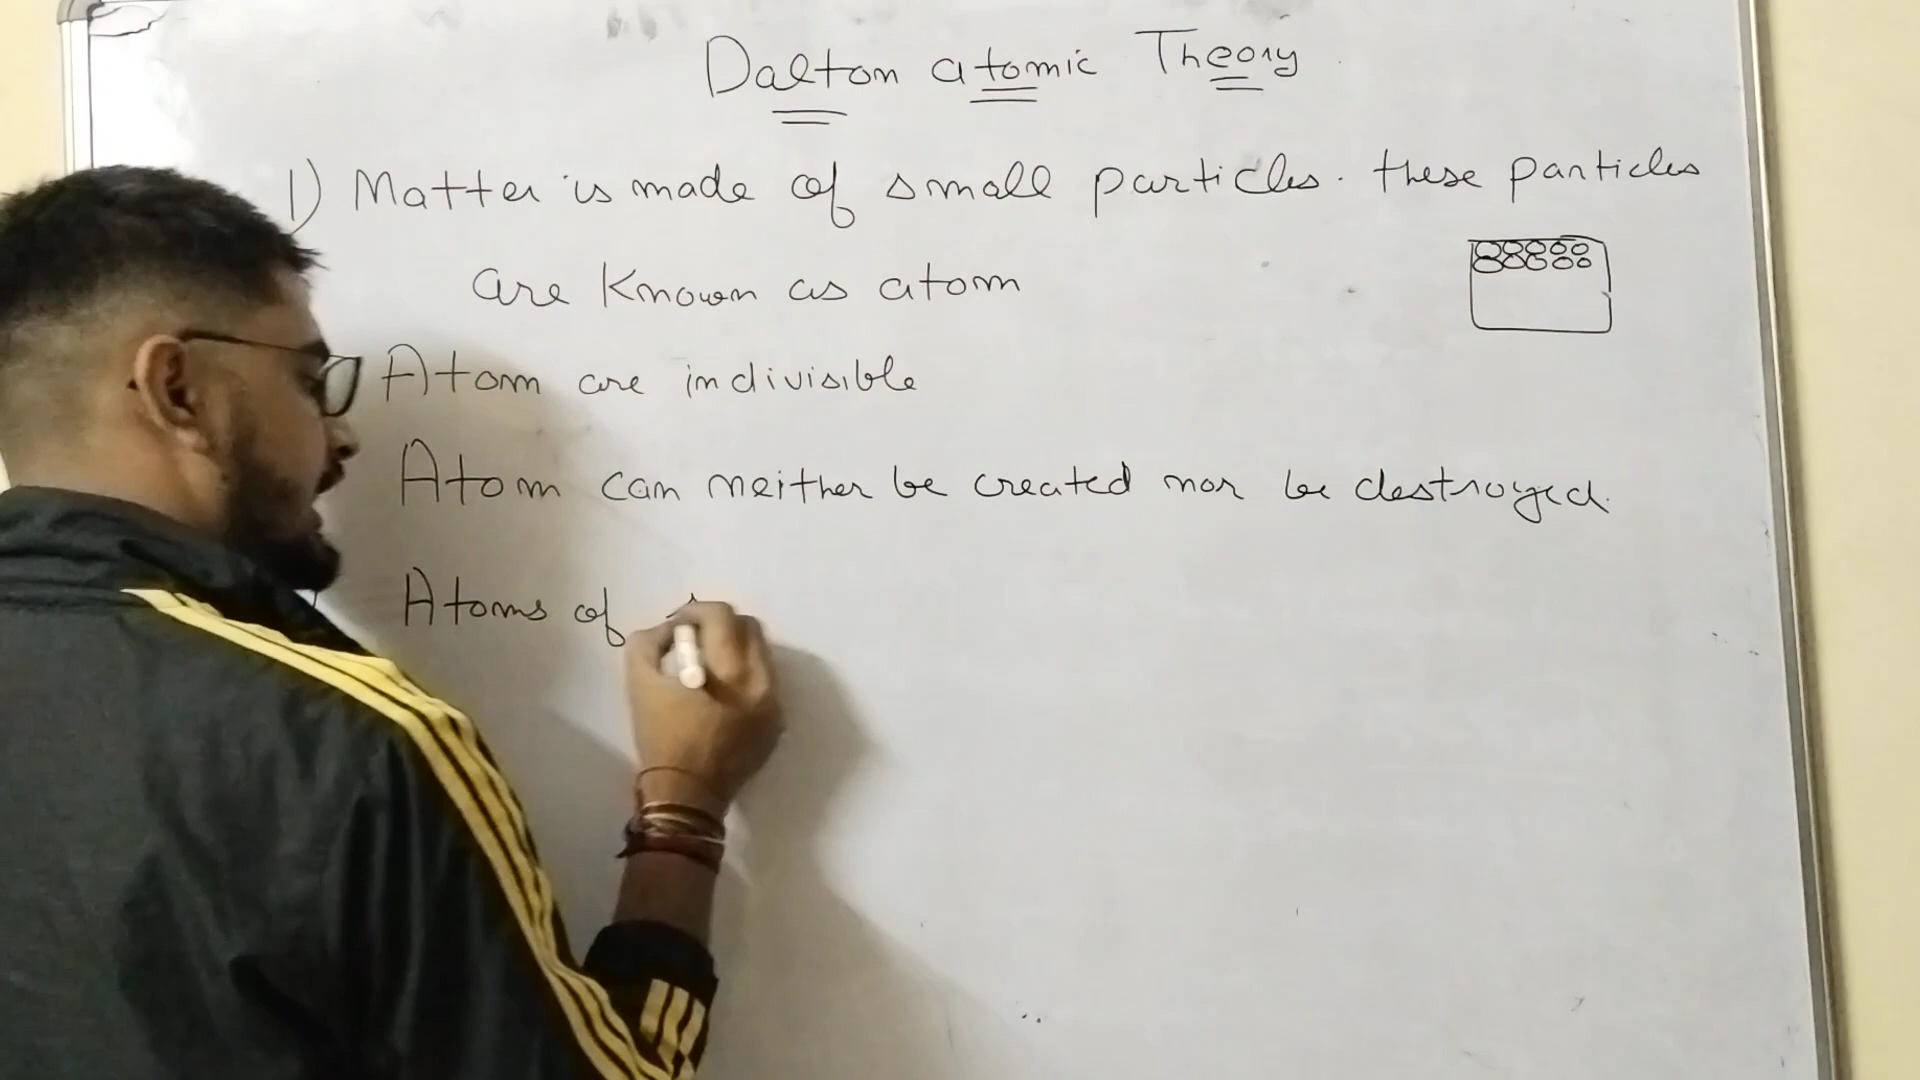 Dalton atomic Theory
1) Matter is made of small particles. these particles
are known as atom
Atom are indivisible
Atom can neither be created nor be destroyed.
Atoms of